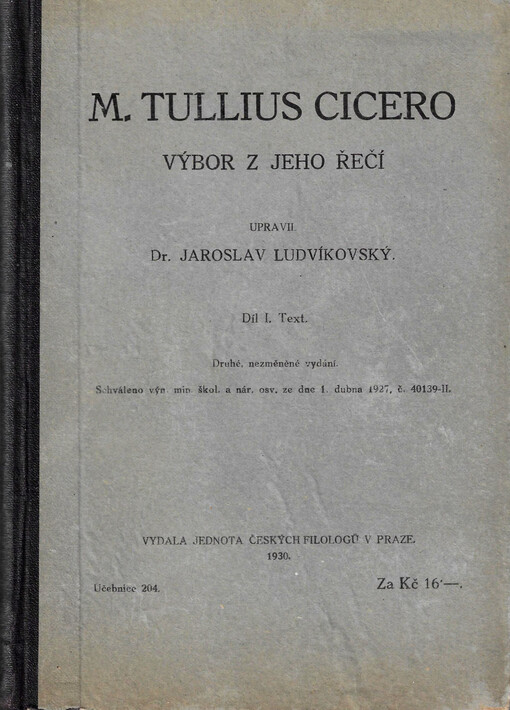 M. TULLIUS CICERO
VÝBOR Z JEHO ŘEČÍ
UPRAVIL
Dr. JAROSLAV LUDVÍKOVSKÝ.
Díl I. Text.
Druhé, nezměněné vydání.
Schváleno výn. min. škol. a nár. osv. ze dne 1. dubna 1927, č. 40139-II.
VYDALA JEDNOTA ČESKÝCH FILOLOGŮ V PRAZE.
1930.
Učebnice 204.
Za Kč 16·—.